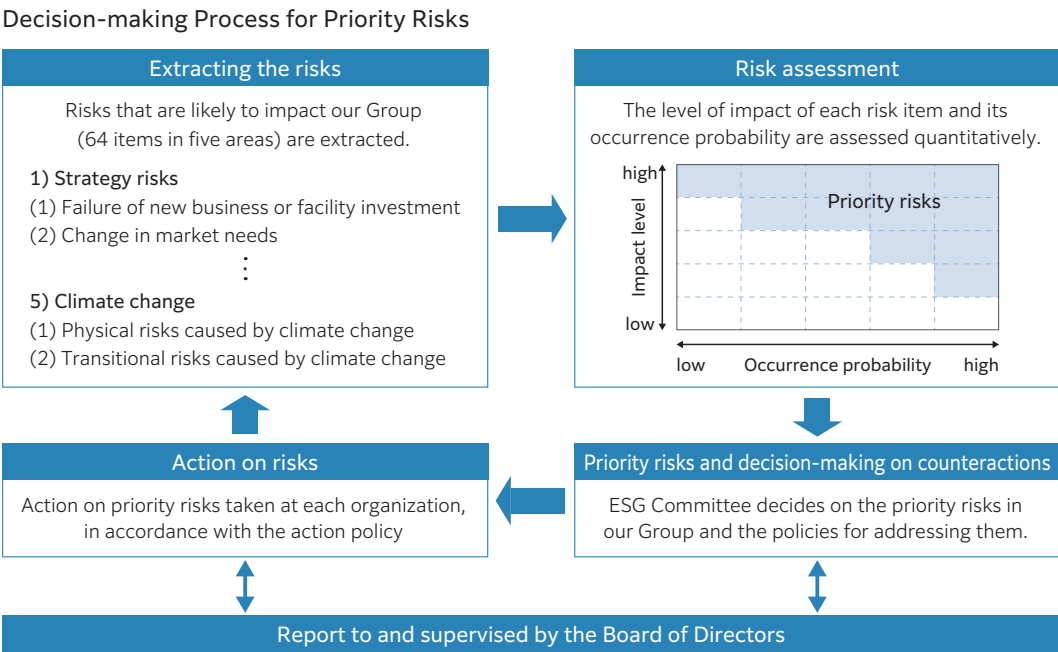 Decision-making Process for Priority Risks
Extracting the risks
Risks that are likely to impact our Group
(64 items in five areas) are extracted.
1) Strategy risks
(1) Failure of new business or facility investment
(2) Change in market needs
⋮
5) Climate change
(1) Physical risks caused by climate change
(2) Transitional risks caused by climate change
Risk assessment
The level of impact of each risk item and its
occurrence probability are assessed quantitatively.
high
Impact level
low
Priority risks
low Occurrence probability high
Priority risks and decision-making on counteractions
ESG Committee decides on the priority risks in
our Group and the policies for addressing them.
Action on risks
Action on priority risks taken at each organization,
in accordance with the action policy
Report to and supervised by the Board of Directors